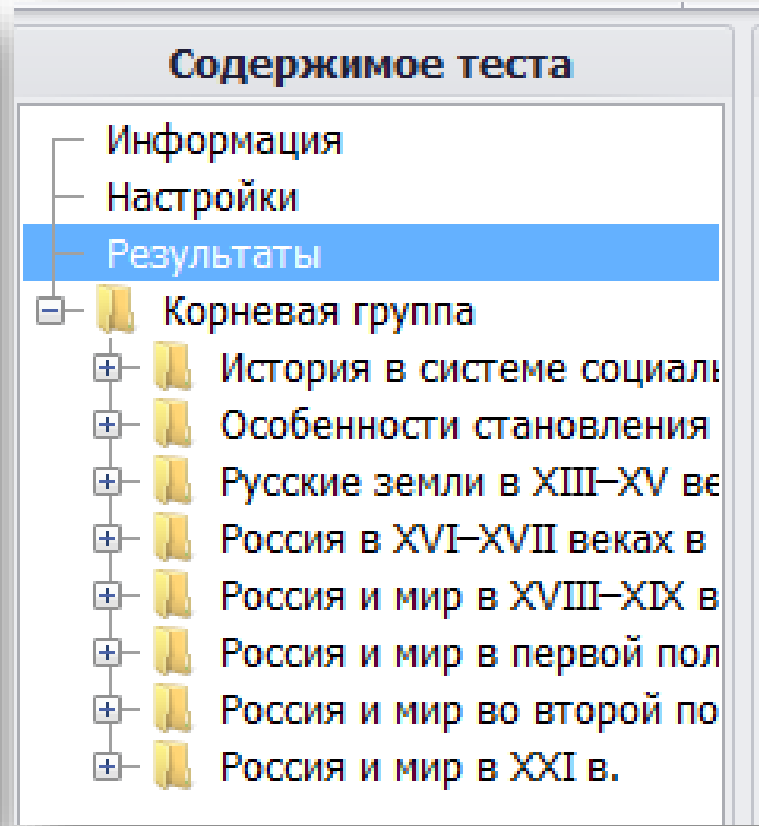 Содержимое теста
Информация
Настройки
Результаты
Корневая группа
История в системе социаль
Особенности становления
Русские земли в XIII–XV ве
Россия в XVI–XVII веках в
Россия и мир в XVIII–XIX в
Россия и мир в первой пол
Россия и мир во второй по
Россия и мир в XXI в.